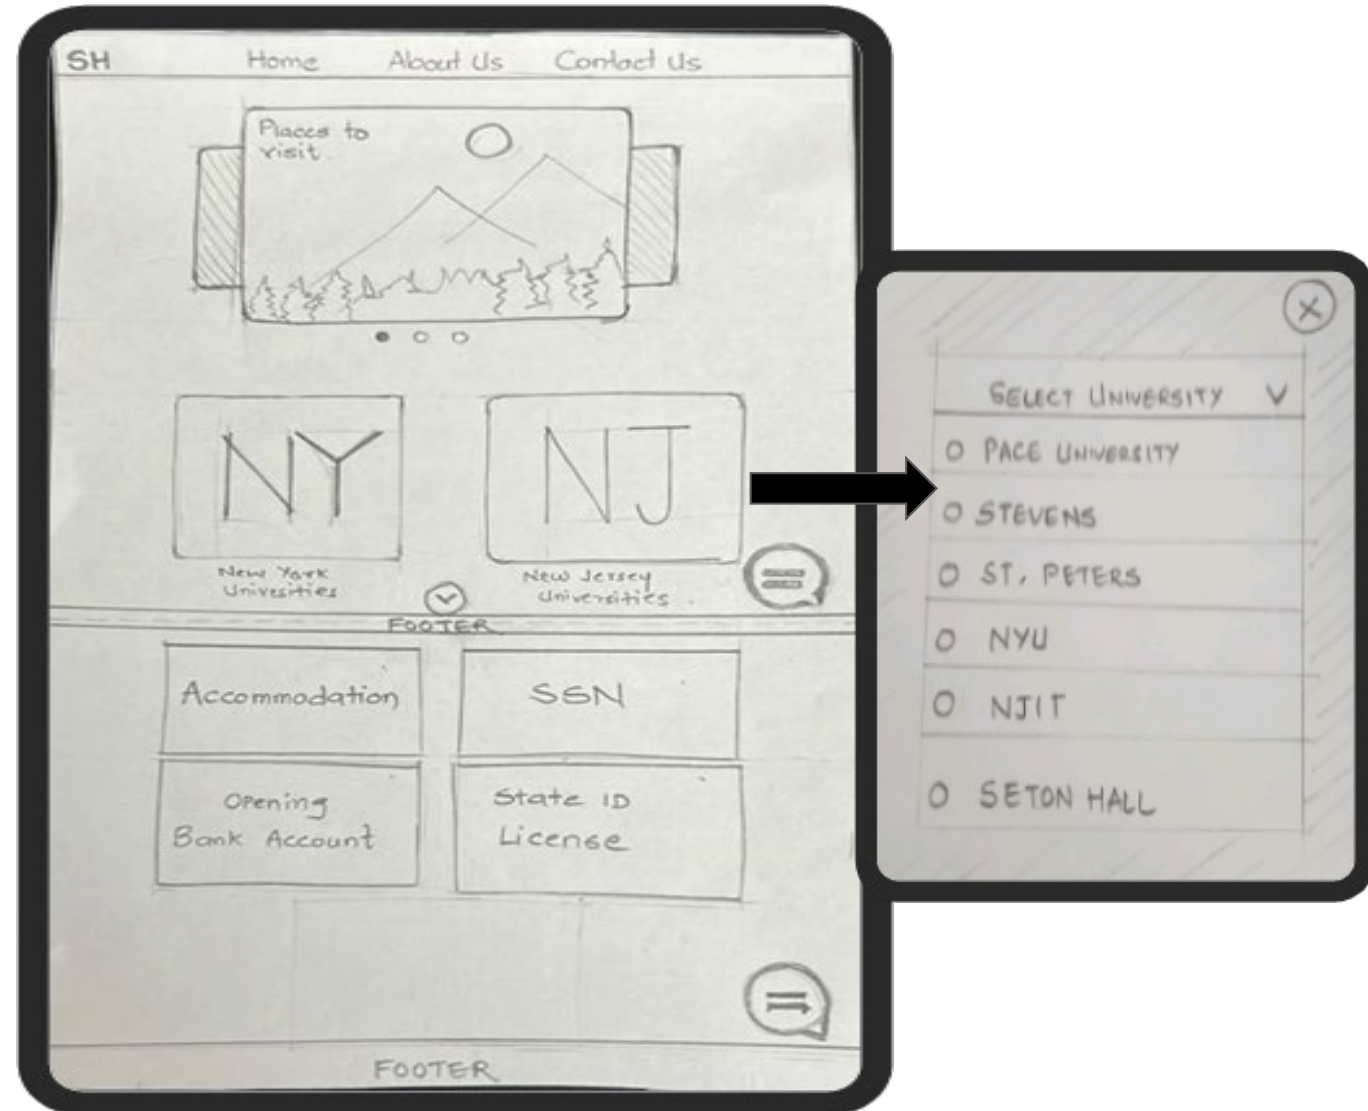 SH Home About Us Contact Us
Places to
visit.
NY
NJ
New York
Univesities
New Jersey
Universities.
FOOTER
Accommodation
SSN
Opening
Bank Account
State ID
License
FOOTER
SELECT UNIVERSITY
PACE UNIVERSITY
STEVENS
ST. PETERS
NYU
NJIT
SETON HALL